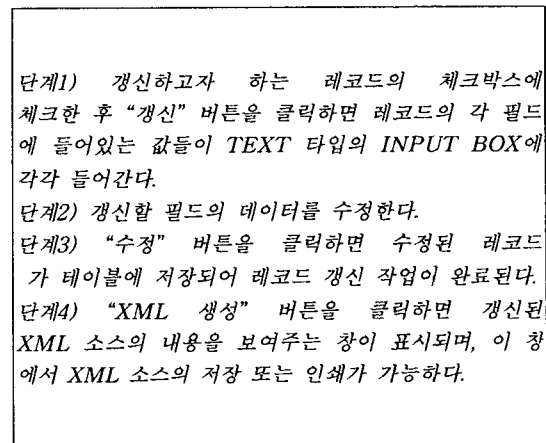 단계1) 갱신하고자 하는 레코드의 체크박스에
체크한 후 “갱신” 버튼을 클릭하면 레코드의 각 필드
에 들어있는 값들이 TEXT 타입의 INPUT BOX에
각각 들어간다.
단계2) 갱신할 필드의 데이터를 수정한다.
단계3) “수정” 버튼을 클릭하면 수정된 레코드
가 테이블에 저장되어 레코드 갱신 작업이 완료된다.
단계4) “XML 생성” 버튼을 클릭하면 갱신된
XML 소스의 내용을 보여주는 창이 표시되며, 이 창
에서 XML 소스의 저장 또는 인쇄가 가능하다.